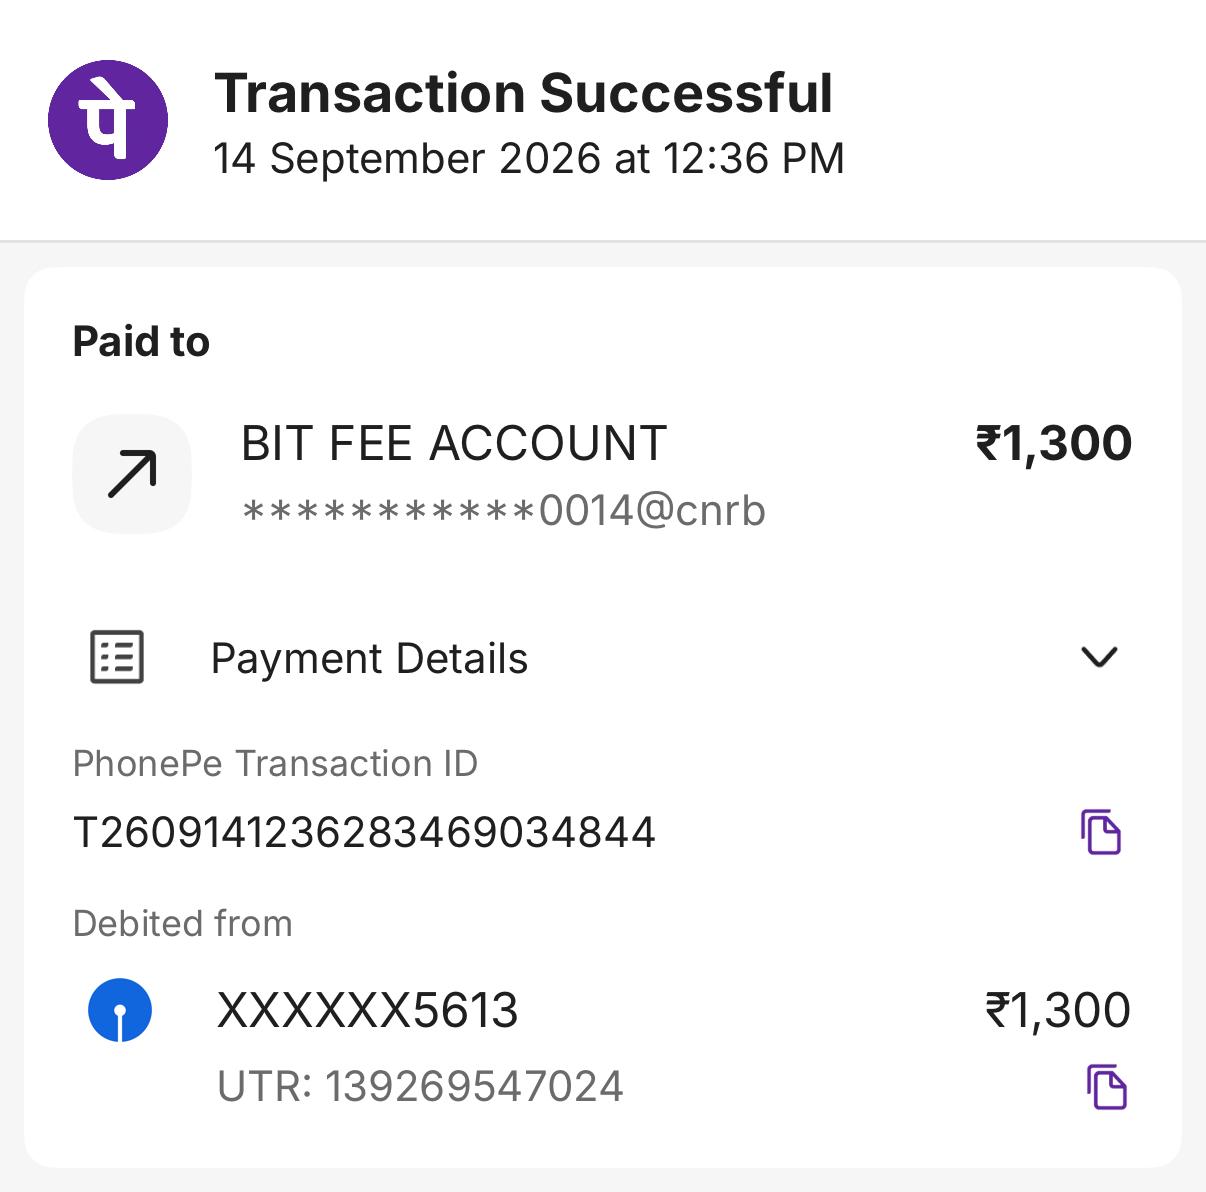 पे
Transaction Successful
14 September 2026 at 12:36 PM
Paid to
BIT FEE ACCOUNT ₹1,300
***********0014@cnrb
Payment Details
PhonePe Transaction ID
T2609141236283469034844
Debited from
XXXXXX5613 ₹1,300
UTR: 139269547024